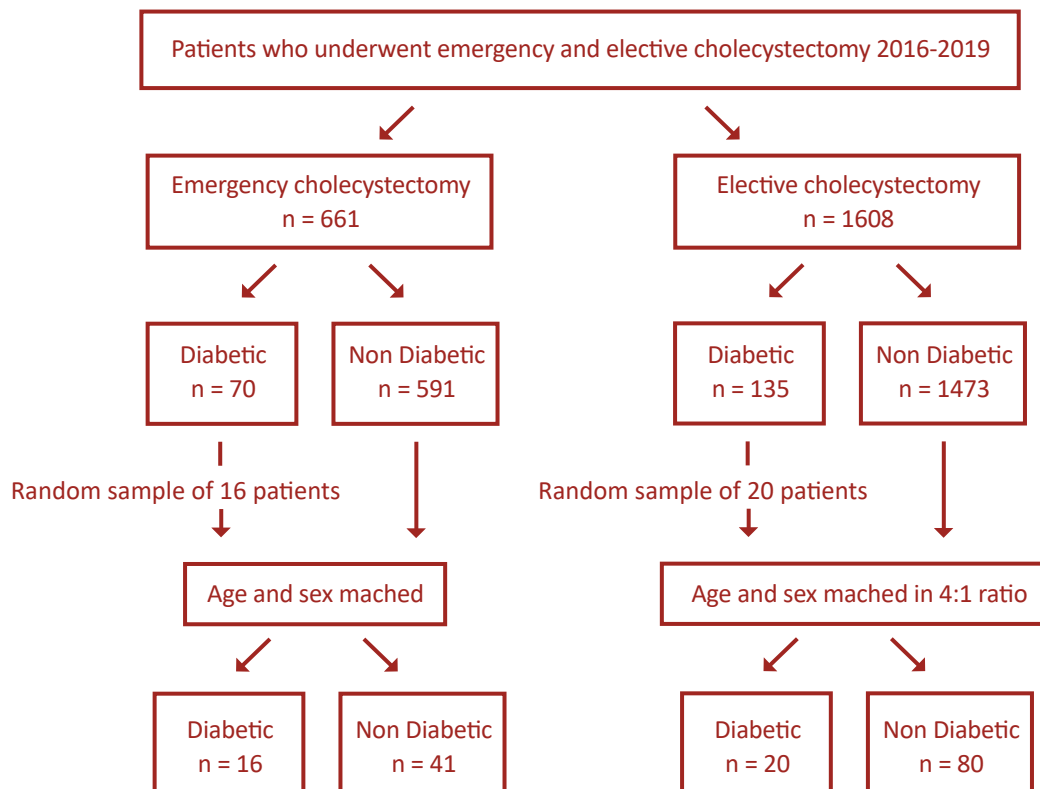 Patients who underwent emergency and elective cholecystectomy 2016-2019
Emergency cholecystectomy
n = 661
Elective cholecystectomy
n = 1608
Diabetic
n = 70
Non Diabetic
n = 591
Diabetic
n = 135
Non Diabetic
n = 1473
Random sample of 16 patients
Random sample of 20 patients
Age and sex mached
Age and sex mached in 4:1 ratio
Diabetic
n = 16
Non Diabetic
n = 41
Diabetic
n = 20
Non Diabetic
n = 80